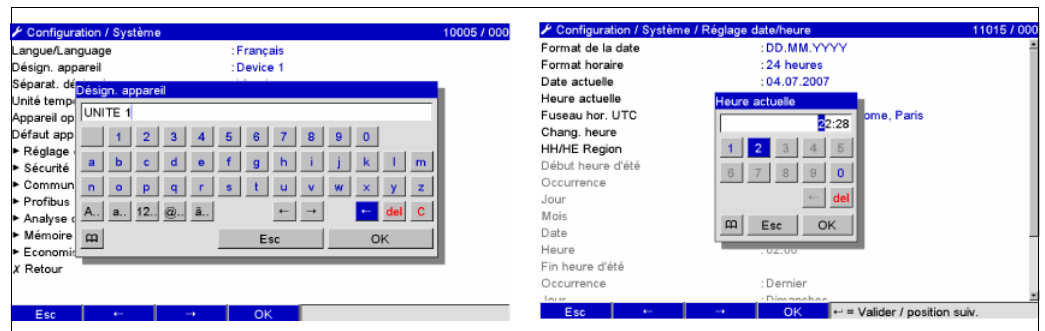 Configuration / Système 10005 / 000
Langue/Language :Français
Désign. appareil :Device 1
Séparat. dé
Unité temp
Appareil op
Défaut app
► Réglage
► Sécurité
► Commun
► Profibus
► Analyse
► Mémoire
► Economis
X Retour
Désign. appareil
UNITE 1
1 2 3 4 5 6 7 8 9 0
a b c d e f g h i j k l m
n o p q r s t u v w x y z
A.. a.. 12.. @.. ä.. ← → ← del C
Esc OK
Esc ← → OK
Configuration / Système / Réglage date/heure 11015 / 000
Format de la date :DD.MM.YYYY
Format horaire :24 heures
Date actuelle :04.07.2007
Heure actuelle
Fuseau hor. UTC ome, Paris
Chang. heure
HH/HE Region
Début heure d'été
Occurrence
Jour
Mois
Date
Heure :02:00
Fin heure d'été
Occurrence :Dernier
Jour :Dimanches
Heure actuelle
22:28
1 2 3 4 5
6 7 8 9 0
← del
Esc OK
Esc ← → OK ↵ = Valider / position suiv.